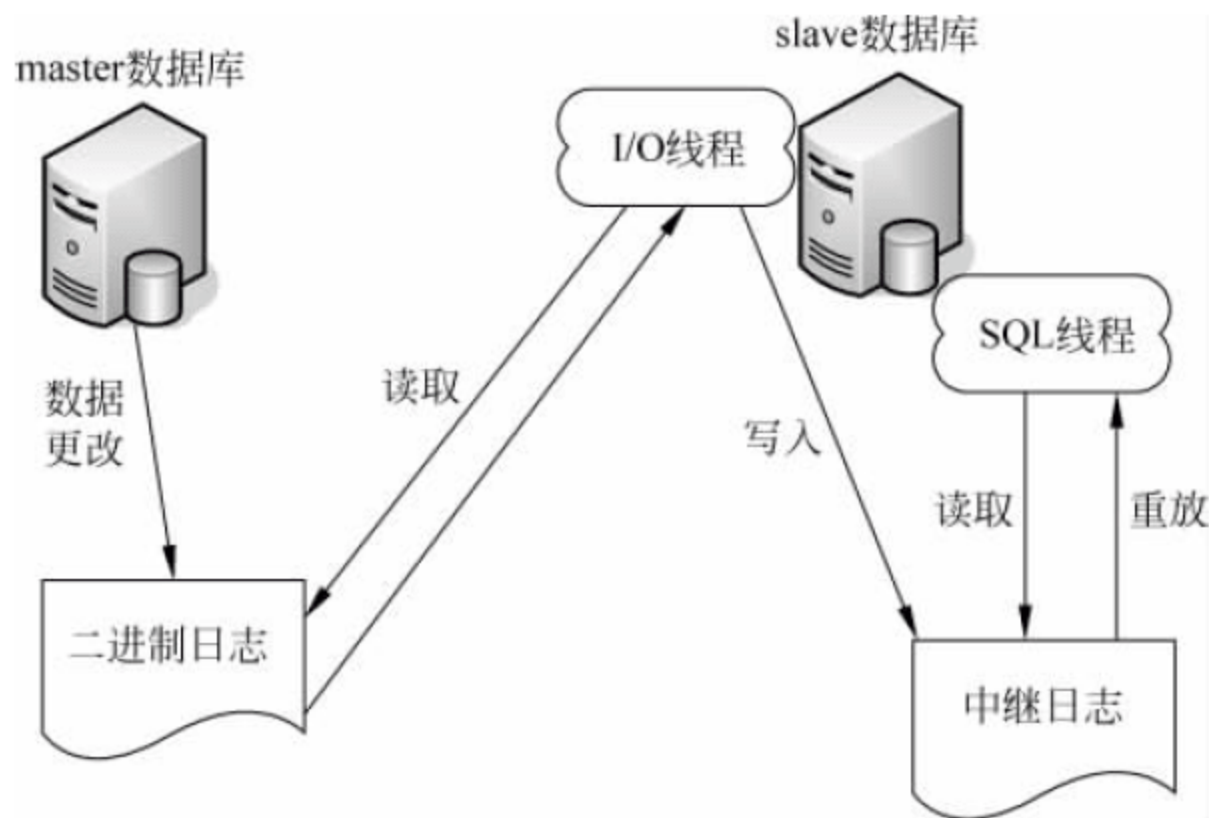 slave数据库
master数据库
I/O线程
SQL线程
数据
更改
读取
写入
读取
重放
二进制日志
中继日志